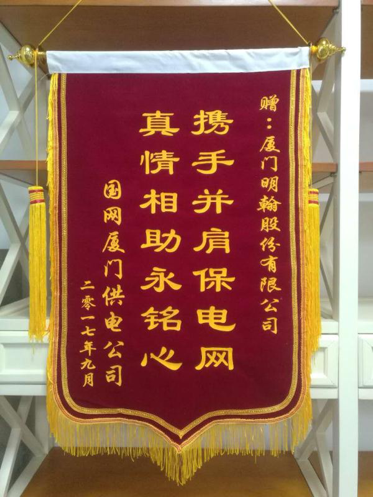 赠：厦门明翰股份有限公司
携手并肩保电网
真情相助永铭心
国网厦门供电公司
二零一七年九月